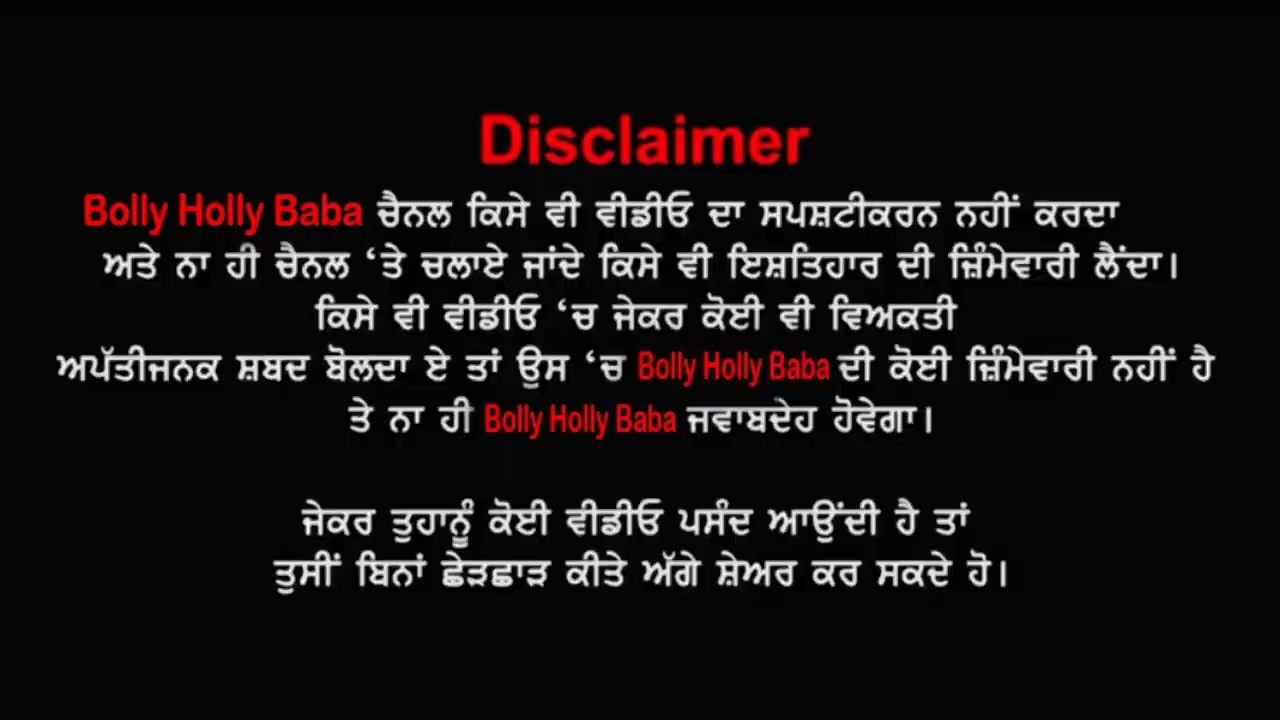 Disclaimer
Bolly Holly Baba ਚੈਨਲ ਕਿਸੇ ਵੀ ਵੀਡੀਓ ਦਾ ਸਪਸ਼ਟੀਕਰਨ ਨਹੀਂ ਕਰਦਾ
ਅਤੇ ਨਾ ਹੀ ਚੈਨਲ ‘ਤੇ ਚਲਾਏ ਜਾਂਦੇ ਕਿਸੇ ਵੀ ਇਸ਼ਤਿਹਾਰ ਦੀ ਜ਼ਿੰਮੇਵਾਰੀ ਲੈਂਦਾ।
ਕਿਸੇ ਵੀ ਵੀਡੀਓ ‘ਚ ਜੇਕਰ ਕੋਈ ਵੀ ਵਿਅਕਤੀ
ਅਪੱਤੀਜਨਕ ਸ਼ਬਦ ਬੋਲਦਾ ਏ ਤਾਂ ਉਸ ‘ਚ Bolly Holly Baba ਦੀ ਕੋਈ ਜ਼ਿੰਮੇਵਾਰੀ ਨਹੀਂ ਹੈ
ਤੇ ਨਾ ਹੀ Bolly Holly Baba ਜਵਾਬਦੇਹ ਹੋਵੇਗਾ।
ਜੇਕਰ ਤੁਹਾਨੂੰ ਕੋਈ ਵੀਡੀਓ ਪਸੰਦ ਆਉਂਦੀ ਹੈ ਤਾਂ
ਤੁਸੀਂ ਬਿਨਾਂ ਛੇੜਛਾੜ ਕੀਤੇ ਅੱਗੇ ਸ਼ੇਅਰ ਕਰ ਸਕਦੇ ਹੋ।